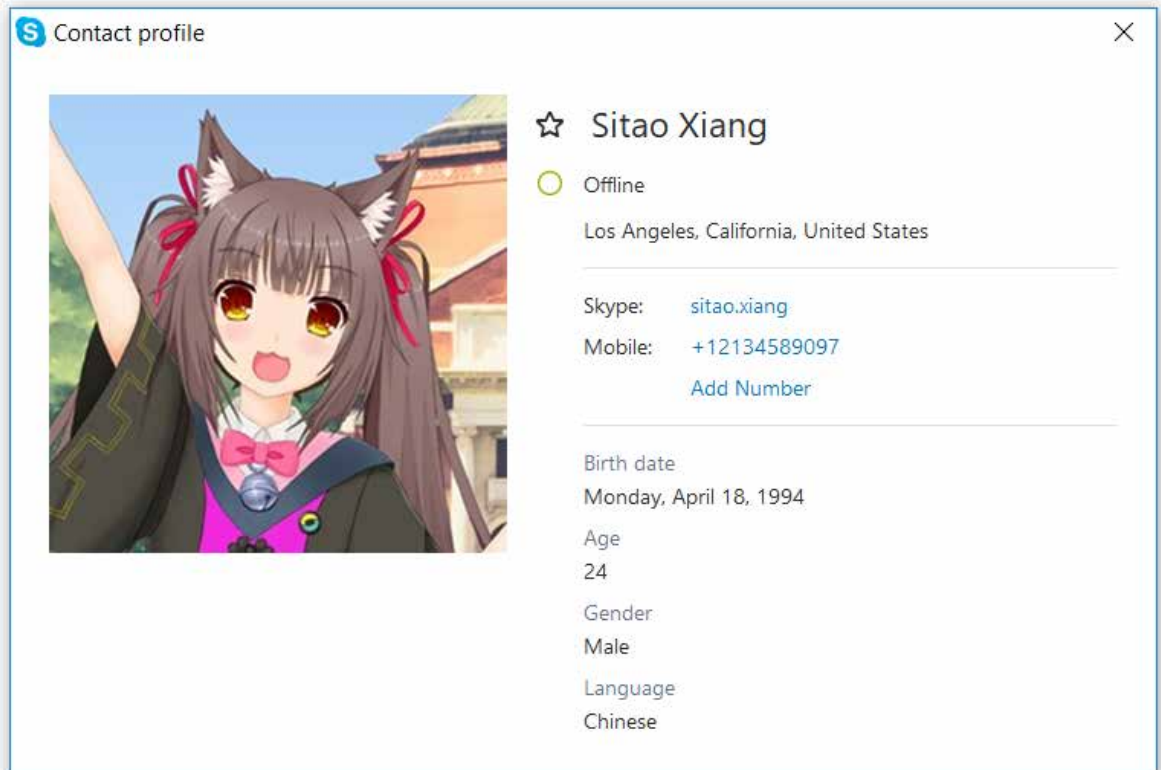 S Contact profile
Sitao Xiang
Offline
Los Angeles, California, United States
Skype: sitao.xiang
Mobile: +12134589097
Add Number
Birth date
Monday, April 18, 1994
Age
24
Gender
Male
Language
Chinese